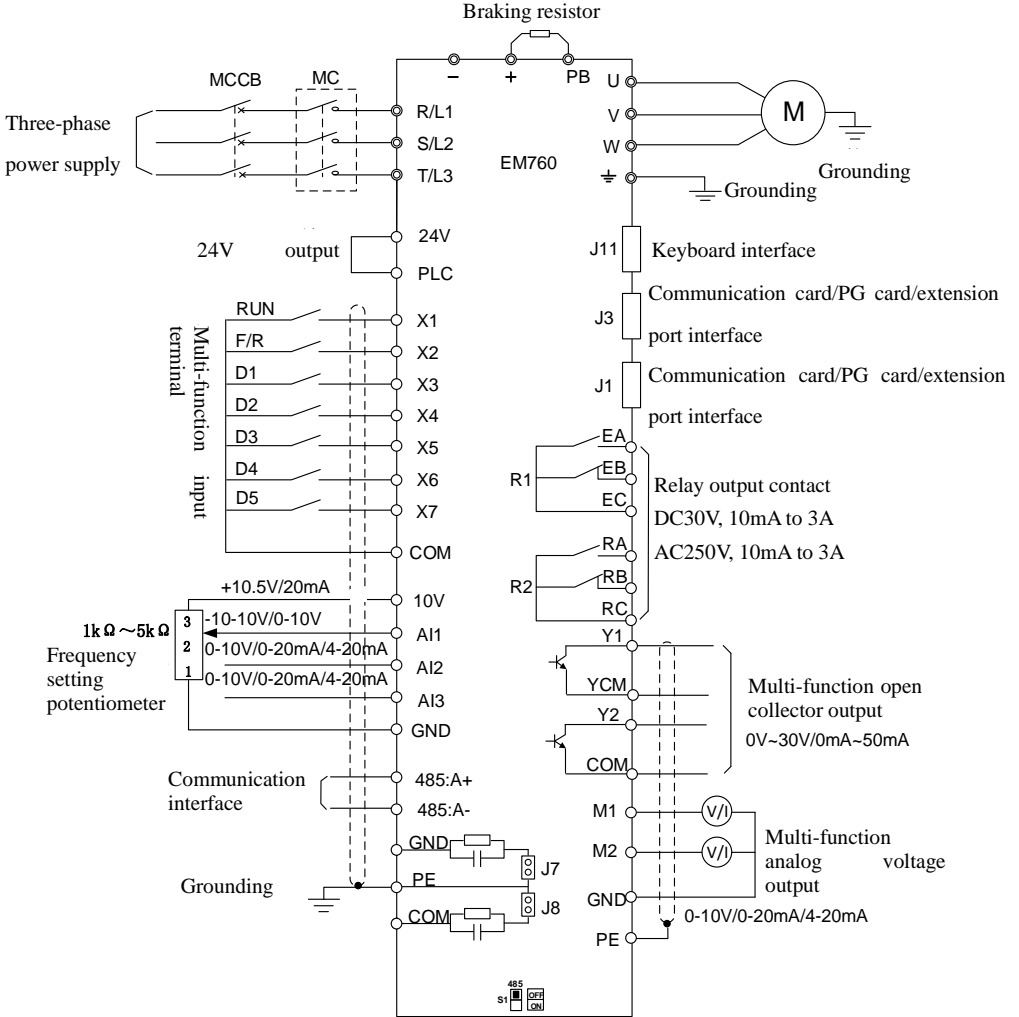 Braking resistor
MCCB
MC
Three-phase
power supply
R/L1
S/L2
T/L3
−
+
PB
U
V
W
EM760
M
Grounding
Grounding
24V output
24V
PLC
Multi-function input
terminal
RUN
F/R
D1
D2
D3
D4
D5
X1
X2
X3
X4
X5
X6
X7
COM
J11
Keyboard interface
J3
Communication card/PG card/extension
port interface
J1
Communication card/PG card/extension
port interface
R1
EA
EB
EC
R2
RA
RB
RC
Relay output contact
DC30V, 10mA to 3A
AC250V, 10mA to 3A
+10.5V/20mA
-10-10V/0-10V
0-10V/0-20mA/4-20mA
0-10V/0-20mA/4-20mA
1kΩ～5kΩ
3
2
1
Frequency
setting
potentiometer
10V
AI1
AI2
AI3
GND
Y1
YCM
Y2
COM
Multi-function open
collector output
0V~30V/0mA~50mA
Communication
interface
485:A+
485:A-
M1
M2
V/I
V/I
GND
PE
Multi-function
analog voltage
output
0-10V/0-20mA/4-20mA
Grounding
GND
PE
COM
J7
J8
485
S1
OFF
ON